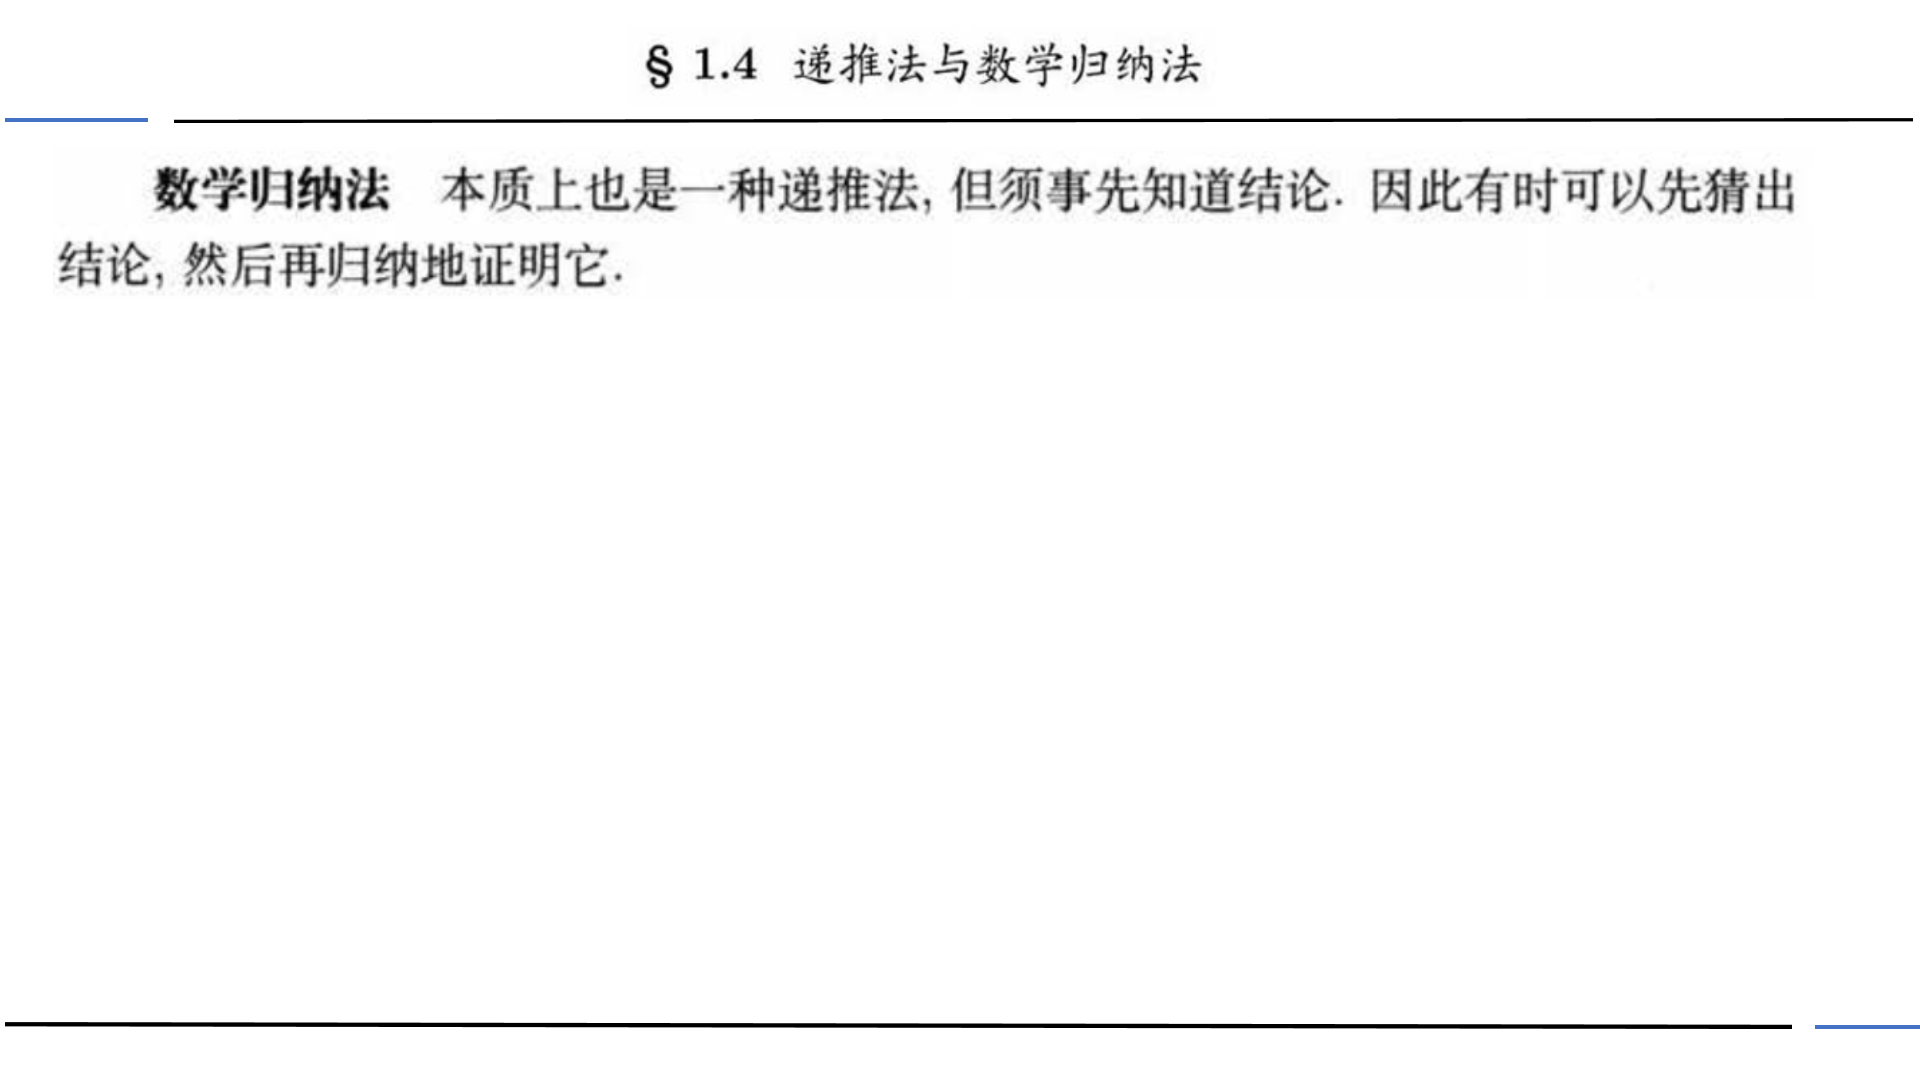 § 1.4 递推法与数学归纳法
数学归纳法 本质上也是一种递推法, 但须事先知道结论. 因此有时可以先猜出
结论, 然后再归纳地证明它.